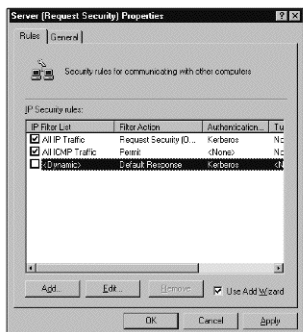 Server (Request Security) Properties
Rules General
Security rules for communicating with other computers
IP Security rules:
IP Filter List Filter Action Authentication... Tu
All IP Traffic Request Security (O... Kerberos No
All ICMP Traffic Permit <None> No
<Dynamic> Default Response Kerberos <N
Add... Edit... Remove Use Add Wizard
OK Cancel Apply